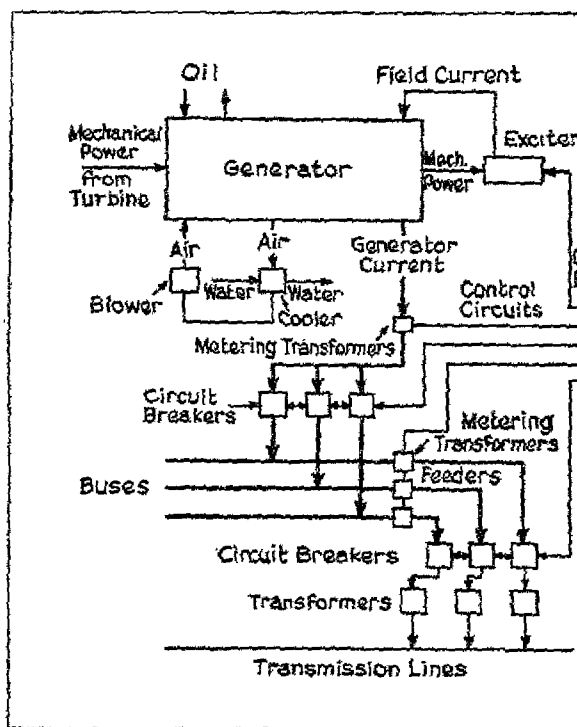 Oil
Field Current
Mechanical
Power
from
Turbine
Generator
Mech.
Power
Exciter
Air
Air
Generator
Current
Blower
Water
Water
Cooler
Control
Circuits
Metering Transformers
Circuit
Breakers
Metering
Transformers
Buses
Feeders
Circuit Breakers
Transformers
Transmission Lines